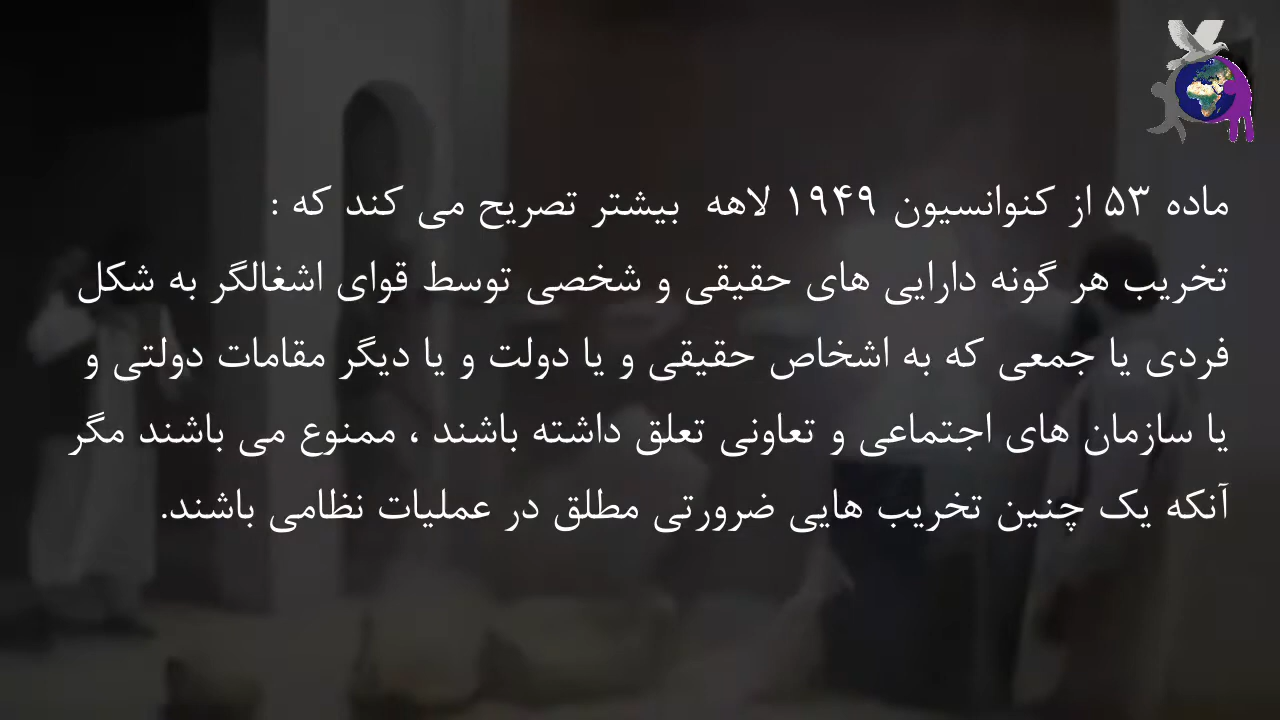 ماده ۵۳ از کنوانسیون ۱۹۴۹ لاهه بیشتر تصریح می کند که :
تخریب هر گونه دارایی های حقیقی و شخصی توسط قوای اشغالگر به شکل
فردی یا جمعی که به اشخاص حقیقی و یا دولت و یا دیگر مقامات دولتی و
یا سازمان های اجتماعی و تعاونی تعلق داشته باشند ، ممنوع می باشند مگر
آنکه یک چنین تخریب هایی ضرورتی مطلق در عملیات نظامی باشند.